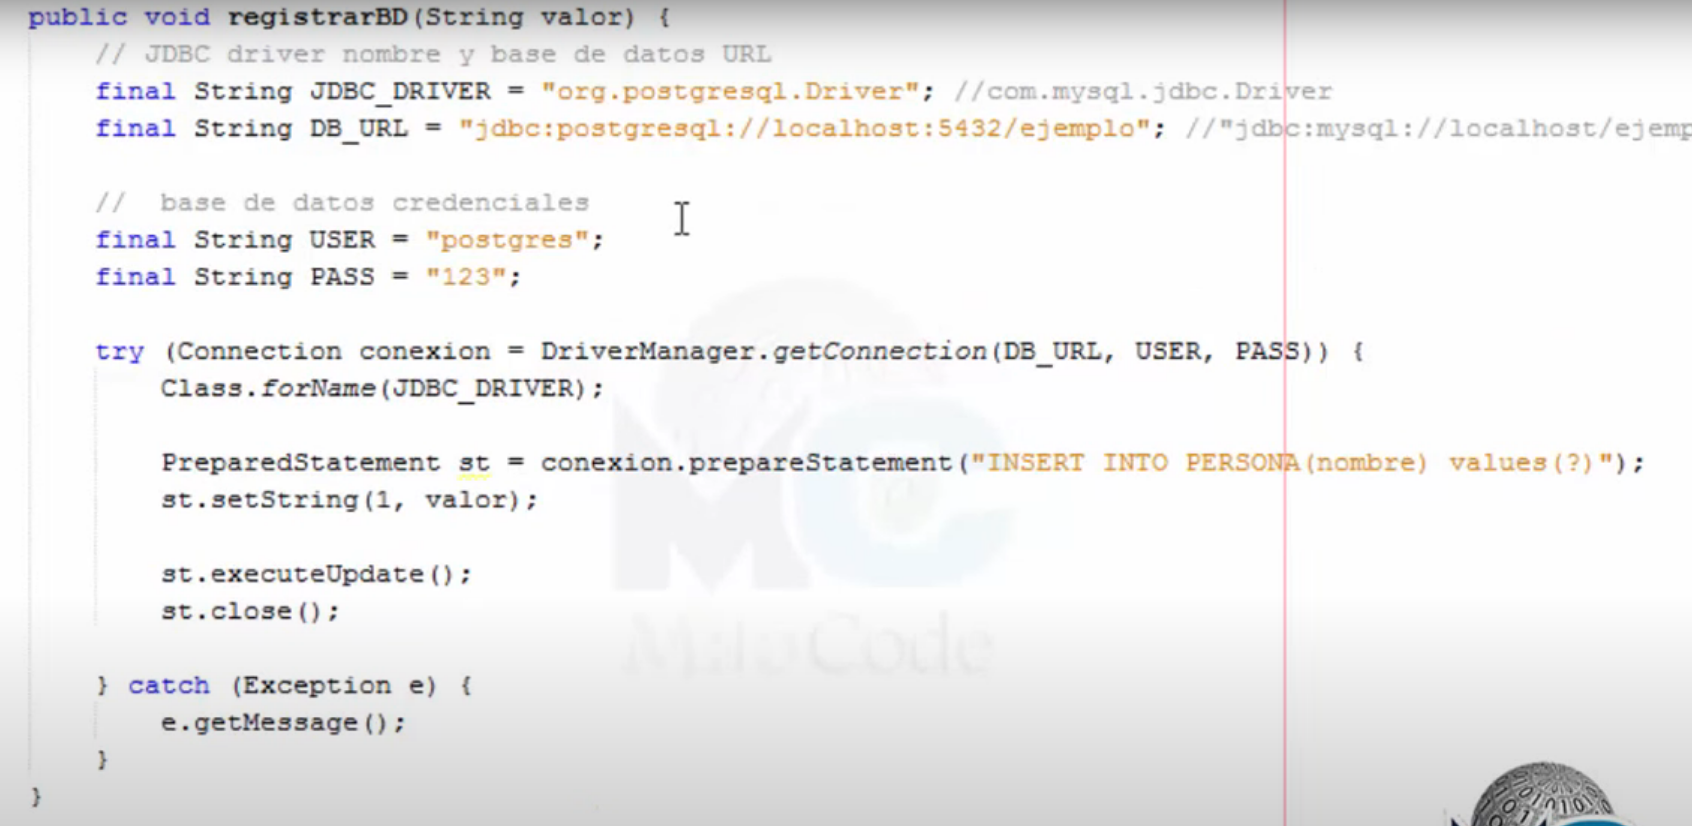 public void registrarBD(String valor) {
// JDBC driver nombre y base de datos URL
final String JDBC_DRIVER = "org.postgresql.Driver"; //com.mysql.jdbc.Driver
final String DB_URL = "jdbc:postgresql://localhost:5432/ejemplo"; //"jdbc:mysql://localhost/ejemp
//  base de datos credenciales
final String USER = "postgres";
final String PASS = "123";
try (Connection conexion = DriverManager.getConnection(DB_URL, USER, PASS)) {
Class.forName(JDBC_DRIVER);
PreparedStatement st = conexion.prepareStatement("INSERT INTO PERSONA(nombre) values(?)");
st.setString(1, valor);
st.executeUpdate();
st.close();
} catch (Exception e) {
e.getMessage();
}
}
MC
MitoCode